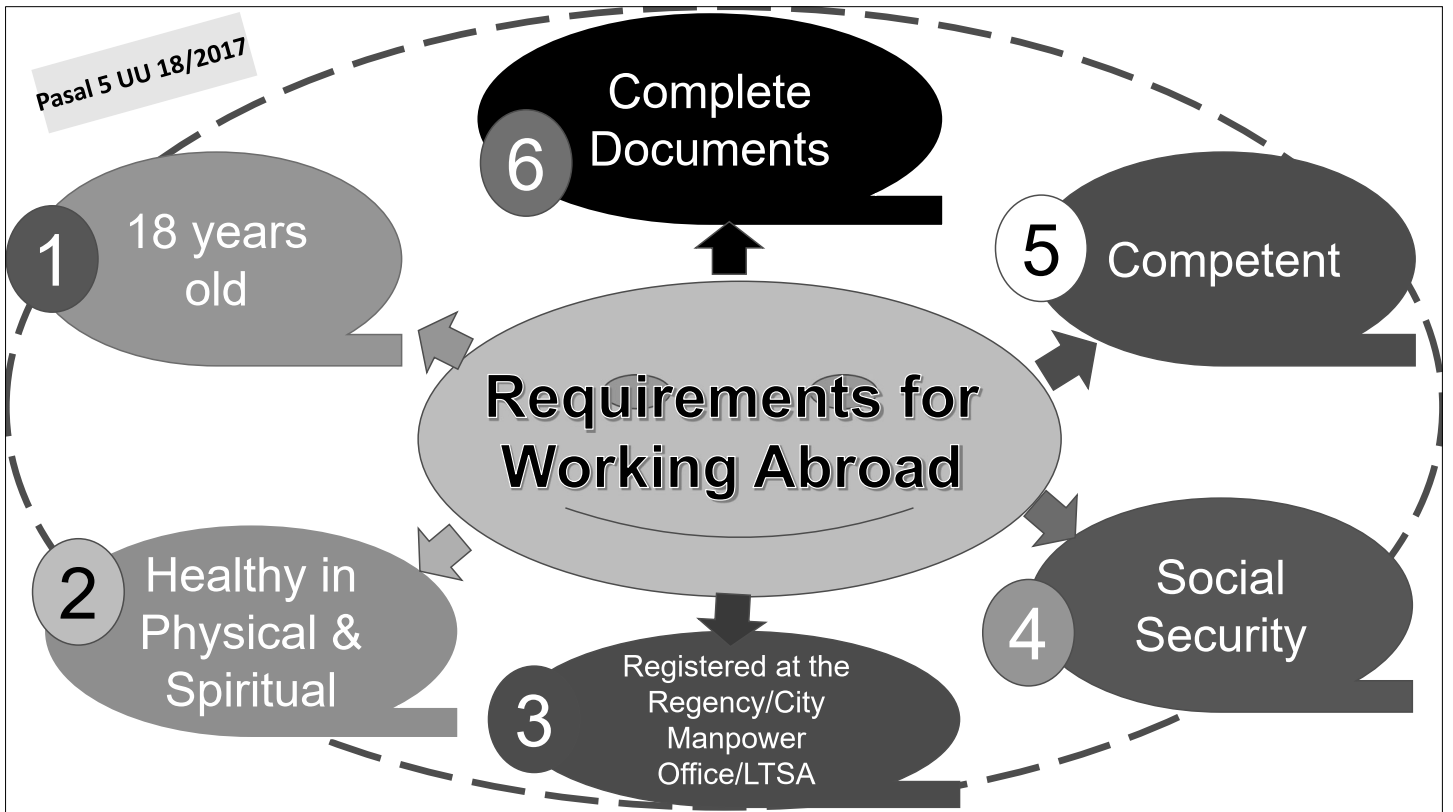 Pasal 5 UU 18/2017
Requirements for
Working Abroad
1
18 years
old
2
Healthy in
Physical &
Spiritual
3
Registered at the
Regency/City
Manpower
Office/LTSA
4
Social
Security
5
Competent
6
Complete
Documents